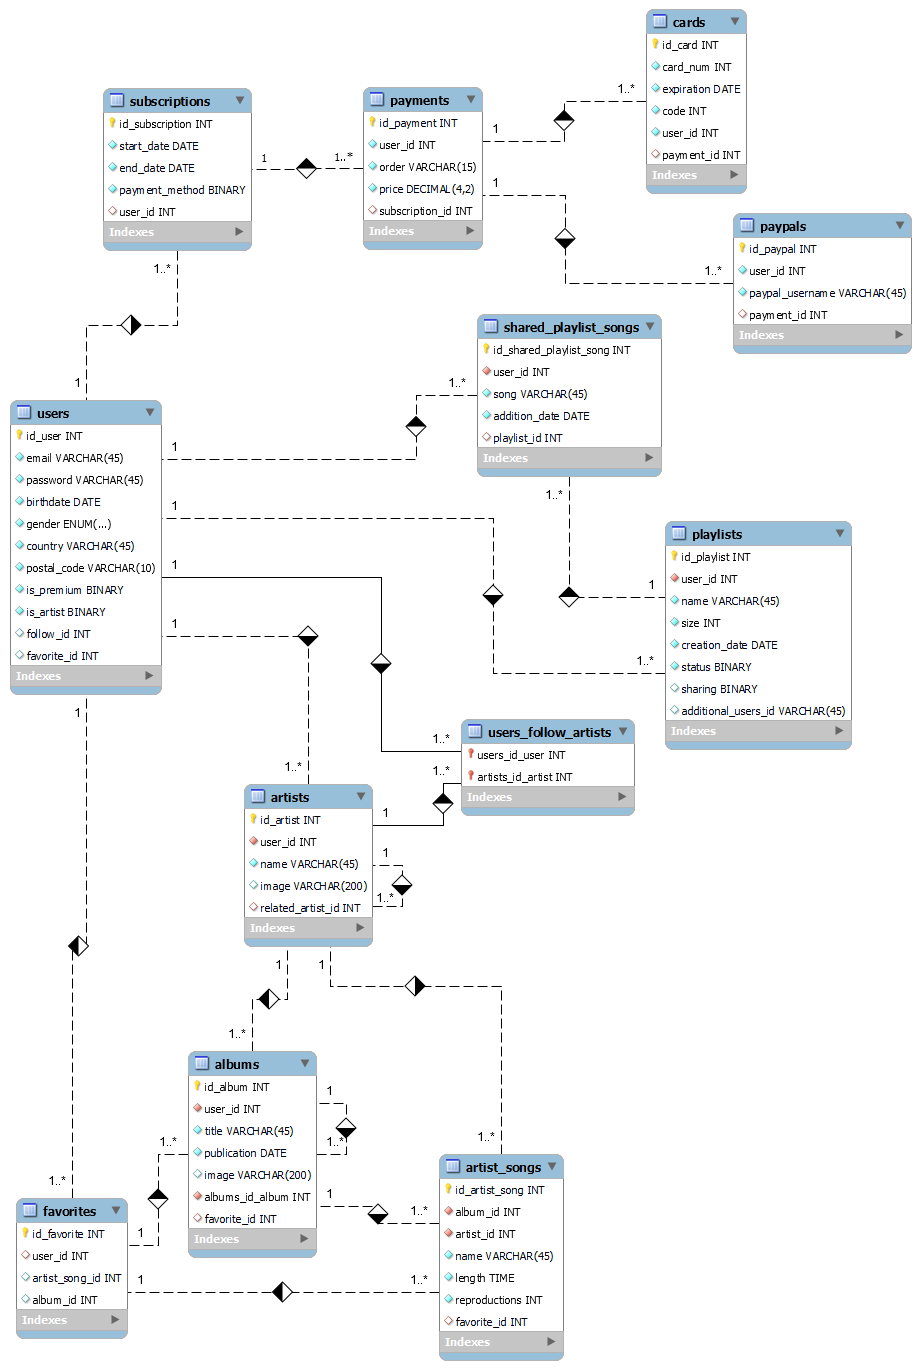 cards
id_card INT
card_num INT
expiration DATE
code INT
user_id INT
payment_id INT
Indexes
subscriptions
id_subscription INT
start_date DATE
end_date DATE
payment_method BINARY
user_id INT
Indexes
payments
id_payment INT
user_id INT
order VARCHAR(15)
price DECIMAL(4,2)
subscription_id INT
Indexes
1
1..*
1
1..*
1
1..*
paypals
id_paypal INT
user_id INT
paypal_username VARCHAR(45)
payment_id INT
Indexes
1..*
1
shared_playlist_songs
id_shared_playlist_song INT
user_id INT
song VARCHAR(45)
addition_date DATE
playlist_id INT
Indexes
users
id_user INT
email VARCHAR(45)
password VARCHAR(45)
birthdate DATE
gender ENUM(...)
country VARCHAR(45)
postal_code VARCHAR(10)
is_premium BINARY
is_artist BINARY
follow_id INT
favorite_id INT
Indexes
1
1..*
1
1..*
1
1..*
1
1..*
1
1..*
1
1..*
playlists
id_playlist INT
user_id INT
name VARCHAR(45)
size INT
creation_date DATE
status BINARY
sharing BINARY
additional_users_id VARCHAR(45)
Indexes
users_follow_artists
users_id_user INT
artists_id_artist INT
Indexes
1..*
1
artists
id_artist INT
user_id INT
name VARCHAR(45)
image VARCHAR(200)
related_artist_id INT
Indexes
1
1..*
1
1..*
1
1..*
albums
id_album INT
user_id INT
title VARCHAR(45)
publication DATE
image VARCHAR(200)
albums_id_album INT
favorite_id INT
Indexes
1
1..*
1
1..*
artist_songs
id_artist_song INT
album_id INT
artist_id INT
name VARCHAR(45)
length TIME
reproductions INT
favorite_id INT
Indexes
favorites
id_favorite INT
user_id INT
artist_song_id INT
album_id INT
Indexes
1..*
1
1
1..*